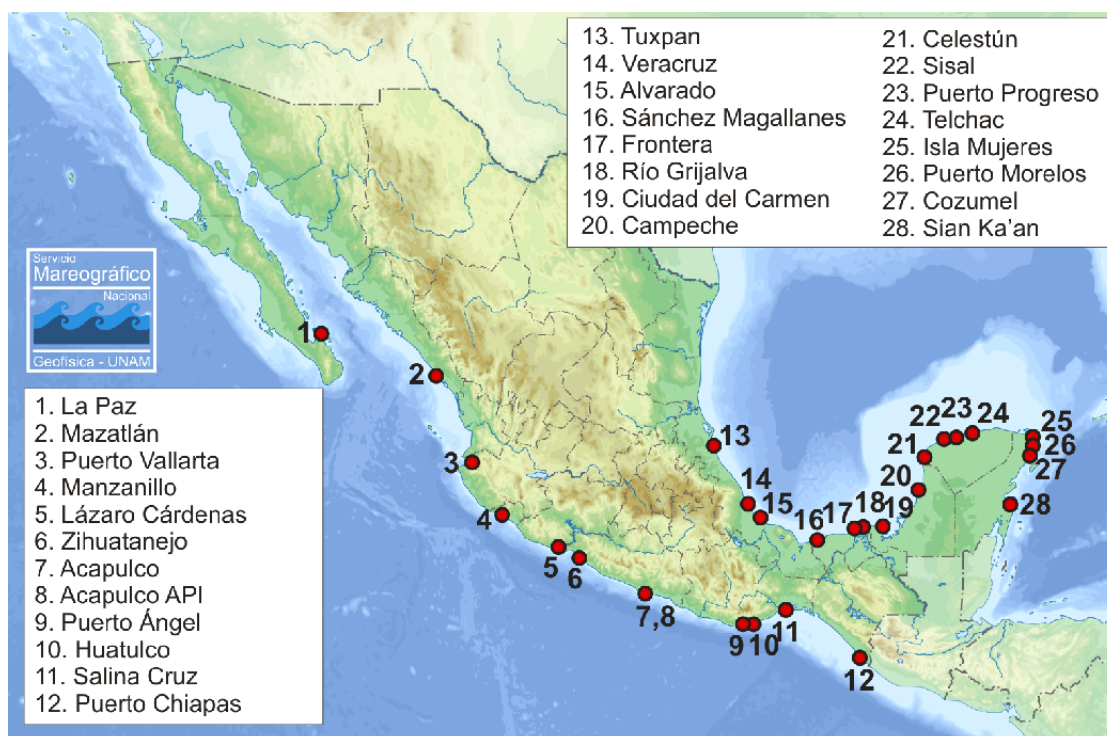 13. Tuxpan
14. Veracruz
15. Alvarado
16. Sánchez Magallanes
17. Frontera
18. Río Grijalva
19. Ciudad del Carmen
20. Campeche
21. Celestún
22. Sisal
23. Puerto Progreso
24. Telchac
25. Isla Mujeres
26. Puerto Morelos
27. Cozumel
28. Sian Ka'an
Servicio
Mareográfico
Nacional
Geofísica - UNAM
1. La Paz
2. Mazatlán
3. Puerto Vallarta
4. Manzanillo
5. Lázaro Cárdenas
6. Zihuatanejo
7. Acapulco
8. Acapulco API
9. Puerto Ángel
10. Huatulco
11. Salina Cruz
12. Puerto Chiapas
1
2
3
4
5
6
7,8
9
10
11
12
13
14
15
16
17
18
19
20
21
22
23
24
25
26
27
28